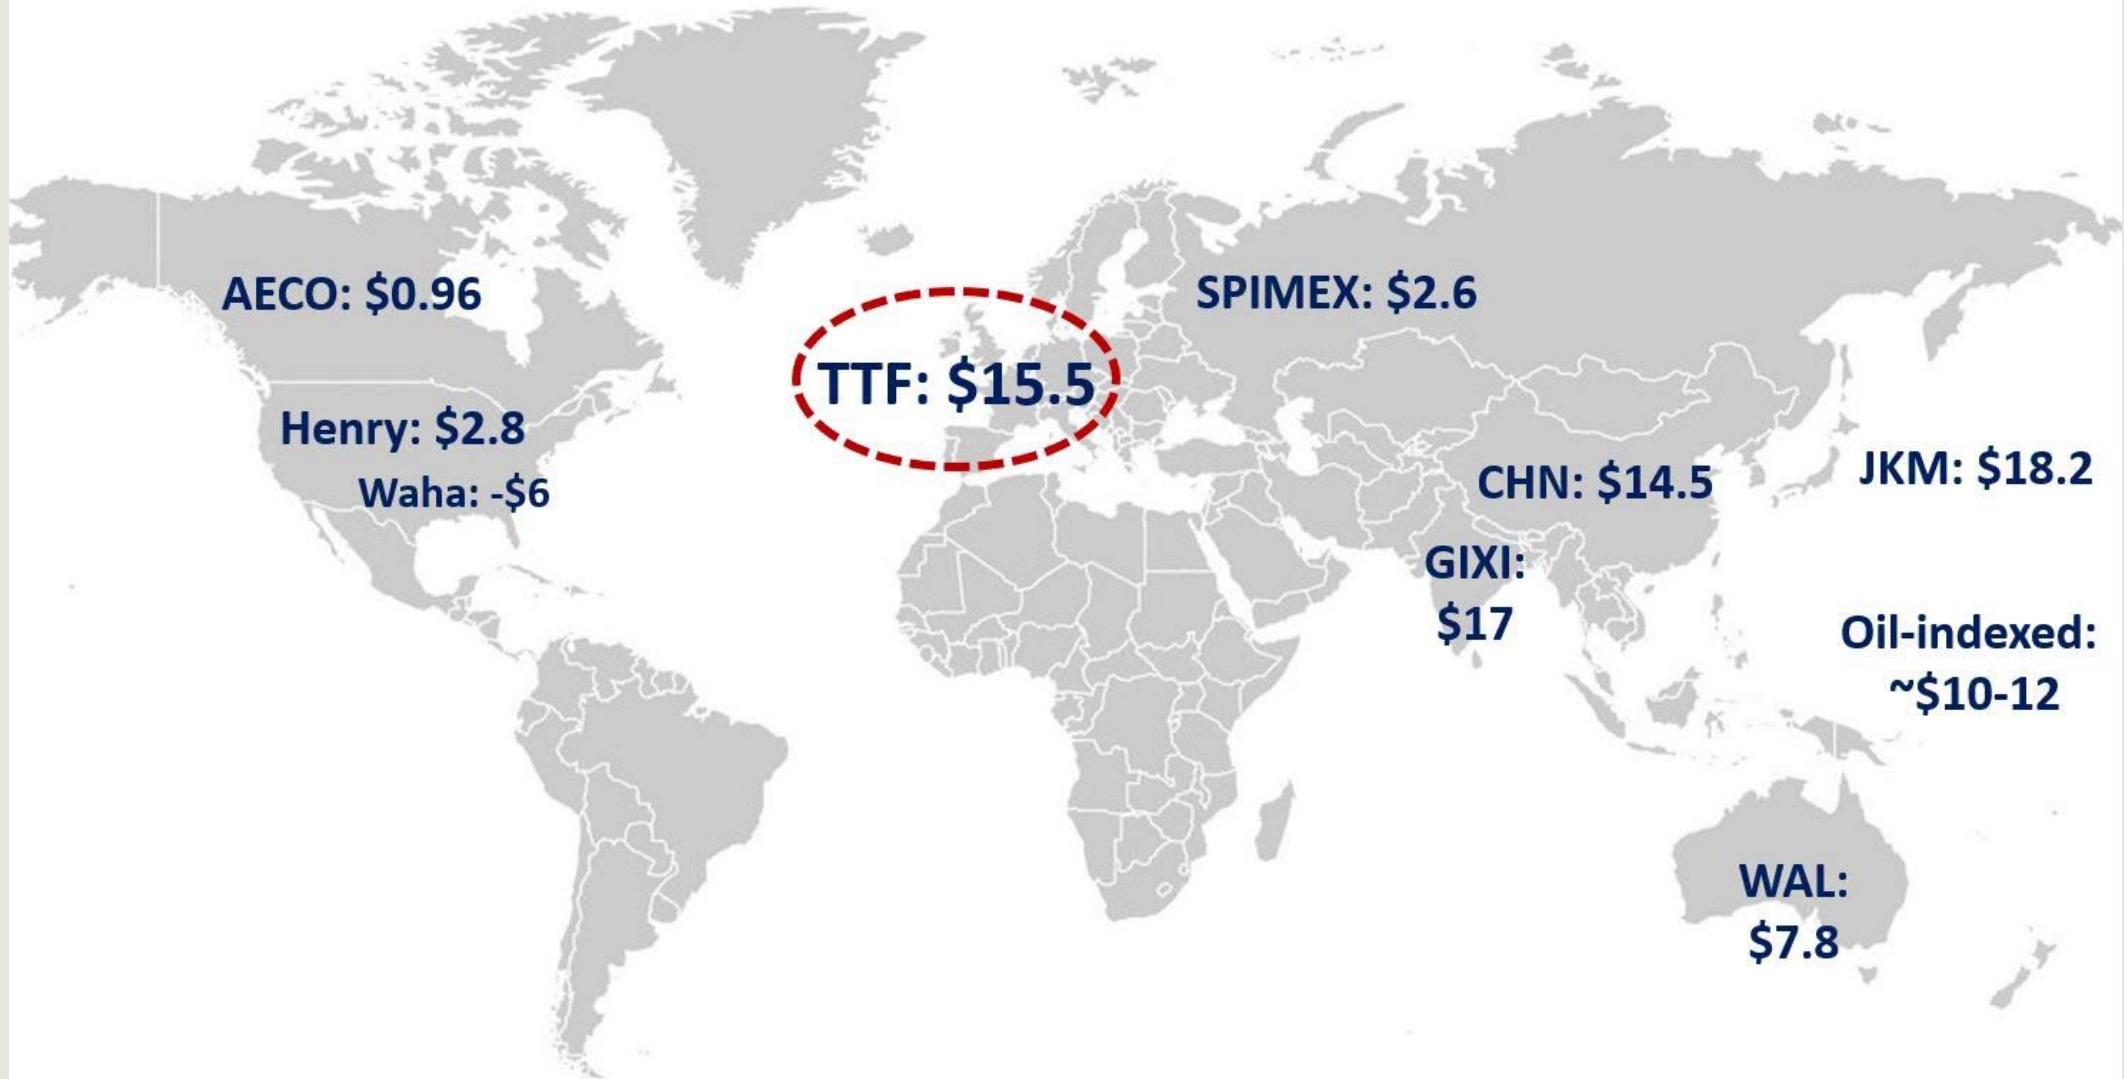 AECO: $0.96
SPIMEX: $2.6
TTF: $15.5
Henry: $2.8
Waha: -$6
CHN: $14.5
JKM: $18.2
GIXI:
$17
Oil-indexed:
~$10-12
WAL:
$7.8